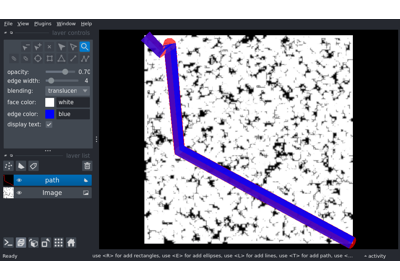 File View Plugins Window Help
layer controls
opacity: 0.70
edge width: 4
blending: translucen
face color: white
edge color: blue
display text:
layer list
path
Image
Ready
use <R> for add rectangles, use <E> for add ellipses, use <L> for add lines, use <T> for add path, use <...
activity